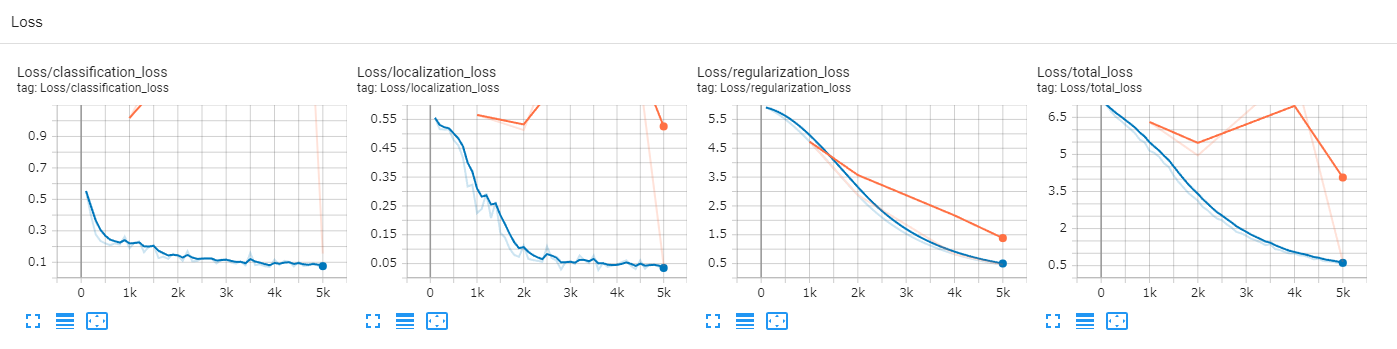 Loss
Loss/classification_loss
tag: Loss/classification_loss
0.9
0.7
0.5
0.3
0.1
0 1k 2k 3k 4k 5k
Loss/localization_loss
tag: Loss/localization_loss
0.55
0.45
0.35
0.25
0.15
0.05
0 1k 2k 3k 4k 5k
Loss/regularization_loss
tag: Loss/regularization_loss
5.5
4.5
3.5
2.5
1.5
0.5
0 1k 2k 3k 4k 5k
Loss/total_loss
tag: Loss/total_loss
6.5
5
3.5
2
0.5
0 1k 2k 3k 4k 5k